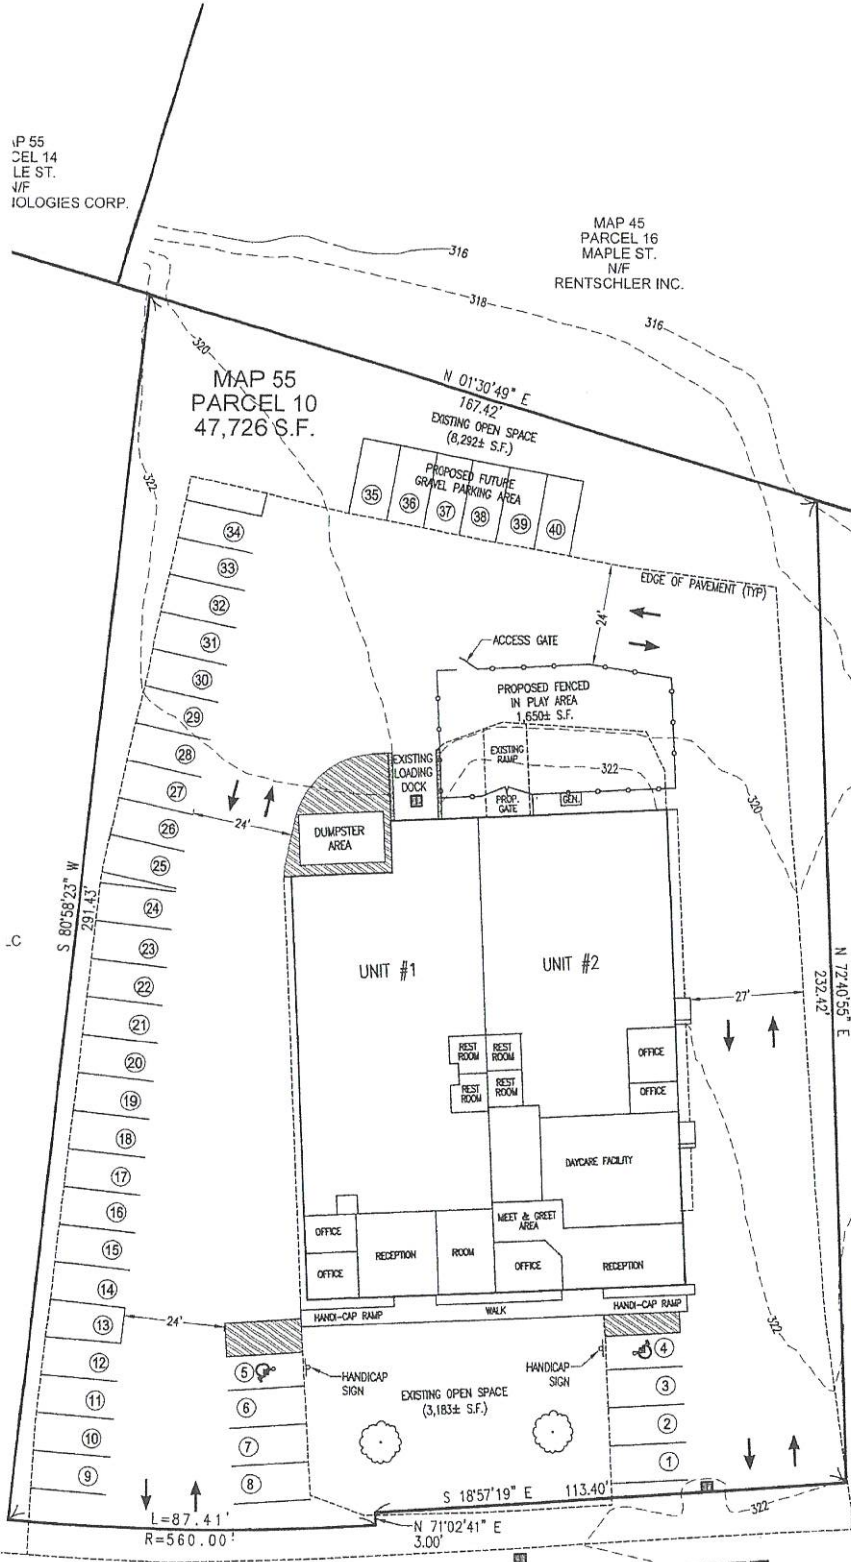 AP 55
CEL 14
LE ST.
N/F
NOLOGIES CORP.
MAP 45
PARCEL 16
MAPLE ST.
N/F
RENTSCHLER INC.
316
318
316
320
MAP 55
PARCEL 10
47,726 S.F.
N 01°30'49" E
167.42'
EXISTING OPEN SPACE
(8,292± S.F.)
PROPOSED FUTURE
GRAVEL PARKING AREA
322
35
36
37
38
39
40
34
33
32
31
30
29
28
27
26
25
24
23
22
21
20
19
18
17
16
15
14
13
12
11
10
9
EDGE OF PAVEMENT (TYP)
24'
ACCESS GATE
PROPOSED FENCED
IN PLAY AREA
1,650± S.F.
EXISTING
RAMP
322
EXISTING
LOADING
DOCK
PROP.
GATE
GEN.
320
24'
DUMPSTER
AREA
S 80°58'23" W
291.43'
LC
UNIT #1
UNIT #2
27'
N 72°40'55" E
232.42'
REST
ROOM
REST
ROOM
REST
ROOM
REST
ROOM
OFFICE
OFFICE
DAYCARE FACILITY
MEET & GREET
AREA
OFFICE
OFFICE
RECEPTION
ROOM
OFFICE
RECEPTION
HANDI-CAP RAMP
WALK
HANDI-CAP RAMP
24'
322
5
6
7
8
HANDICAP
SIGN
EXISTING OPEN SPACE
(3,183± S.F.)
HANDICAP
SIGN
4
3
2
1
S 18°57'19" E 113.40'
322
L=87.41'
R=560.00'
N 71°02'41" E
3.00'